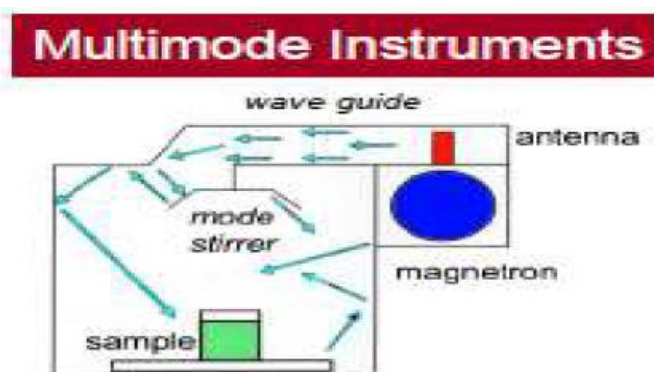 Multimode Instruments
wave guide
antenna
mode
stirrer
magnetron
sample